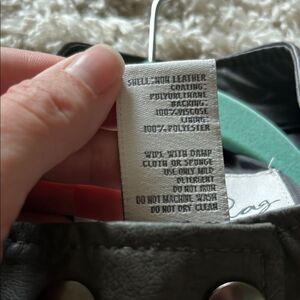 SHELL:NON LEATHER
COATING:
POLYURETHANE
BACKING:
100%VISCOSE
LINING:
100%POLYESTER
WIPE WITH DAMP
CLOTH OR SPONGE
USE ONLY MILD
DETERGENT
DO NOT IRON
DO NOT MACHINE WASH
DO NOT DRY CLEAN